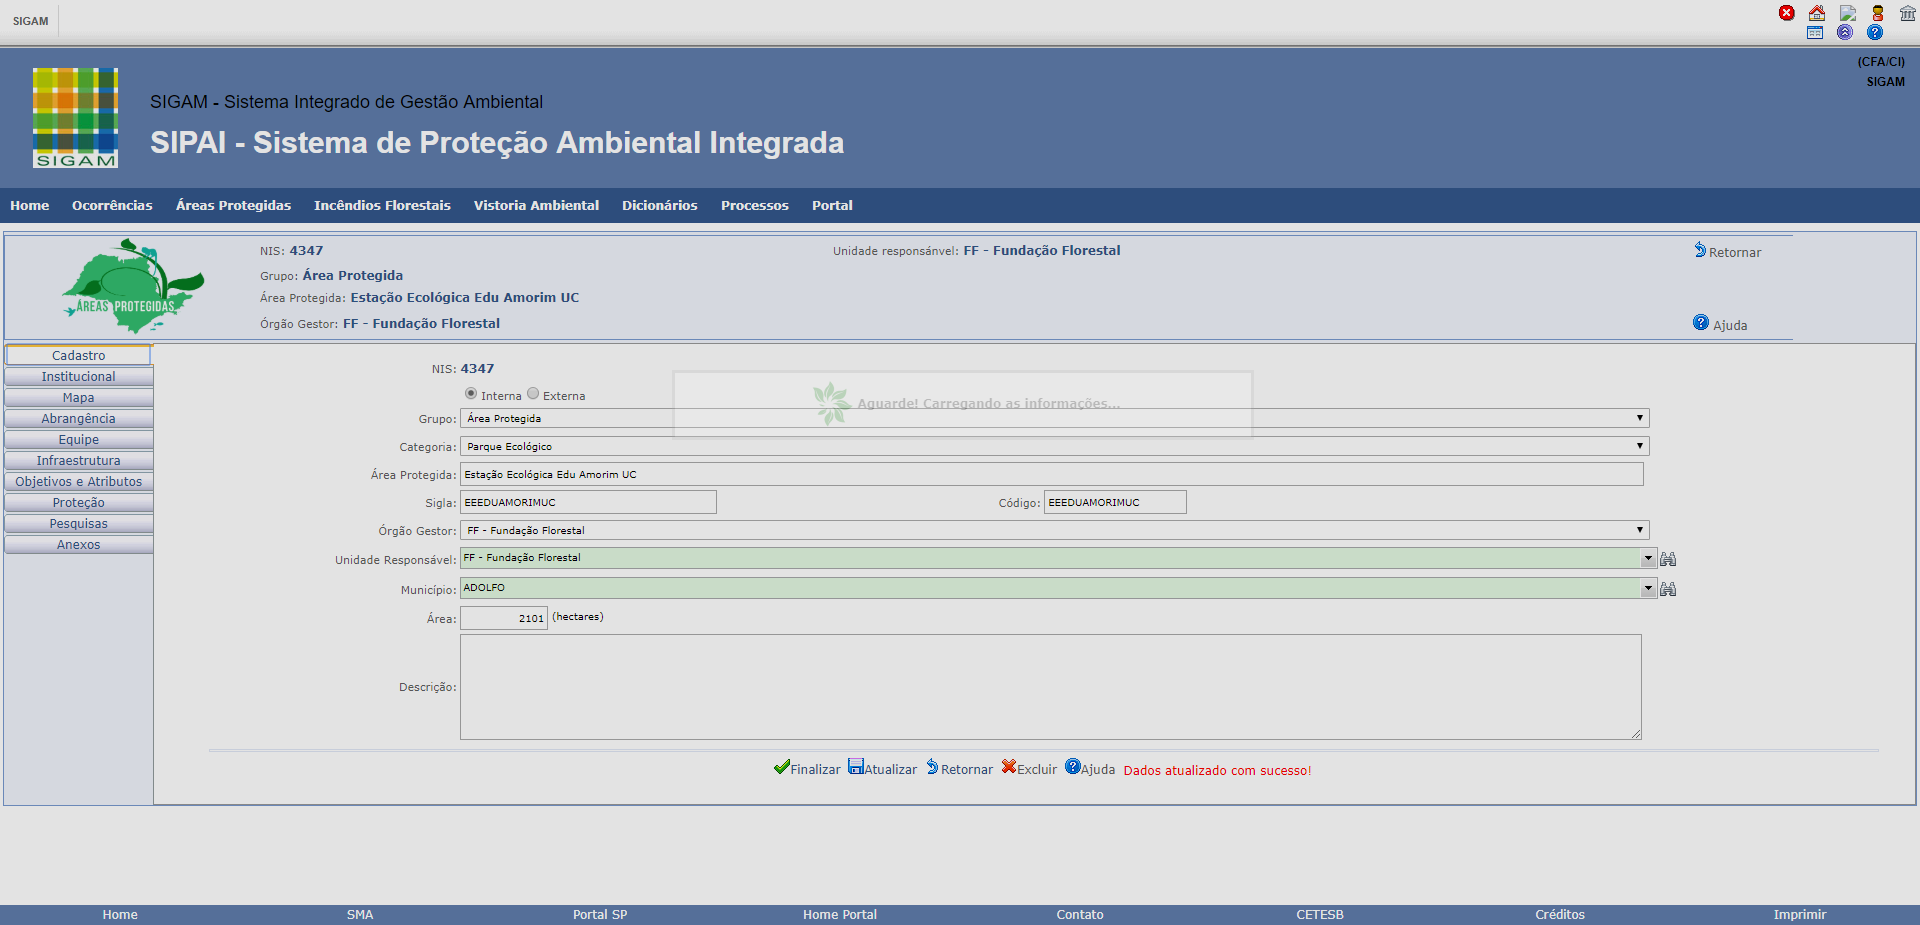 SIGAM
(CFA/CI)
SIGAM
SIGAM
SIGAM - Sistema Integrado de Gestão Ambiental
SIPAI - Sistema de Proteção Ambiental Integrada
Home Ocorrências Áreas Protegidas Incêndios Florestais Vistoria Ambiental Dicionários Processos Portal
ÁREAS PROTEGIDAS
NIS: 4347 Unidade responsánvel: FF - Fundação Florestal Retornar
Grupo: Área Protegida
Área Protegida: Estação Ecológica Edu Amorim UC
Órgão Gestor: FF - Fundação Florestal Ajuda
Cadastro
Institucional
Mapa
Abrangência
Equipe
Infraestrutura
Objetivos e Atributos
Proteção
Pesquisas
Anexos
NIS: 4347
Interna Externa
Aguarde! Carregando as informações...
Grupo: Área Protegida
Categoria: Parque Ecológico
Área Protegida: Estação Ecológica Edu Amorim UC
Sigla: EEEDUAMORIMUC Código: EEEDUAMORIMUC
Órgão Gestor: FF - Fundação Florestal
Unidade Responsável: FF - Fundação Florestal
Município: ADOLFO
Área: 2101 (hectares)
Descrição:
Finalizar Atualizar Retornar Excluir Ajuda Dados atualizado com sucesso!
Home SMA Portal SP Home Portal Contato CETESB Créditos Imprimir